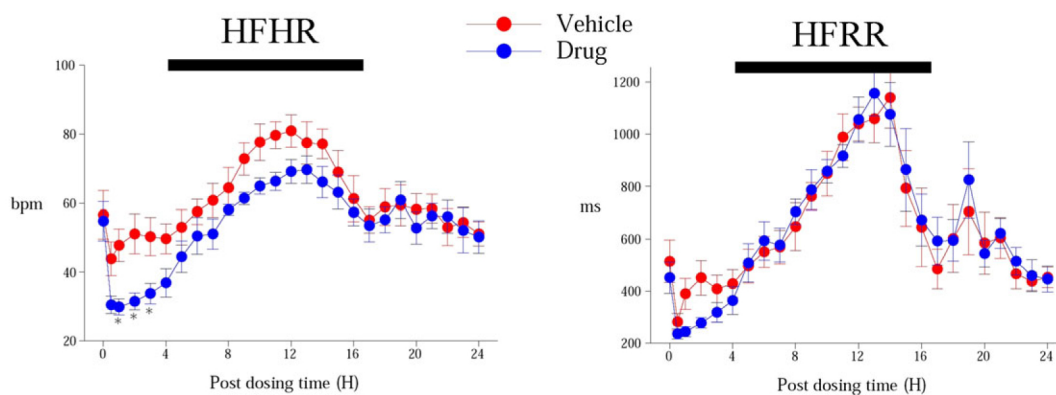 HFHR
Vehicle
Drug
HFRR
100
80
bpm
60
40
20
* * *
0 4 8 12 16 20 24
Post dosing time (H)
1200
1000
800
ms
600
400
200
0 4 8 12 16 20 24
Post dosing time (H)